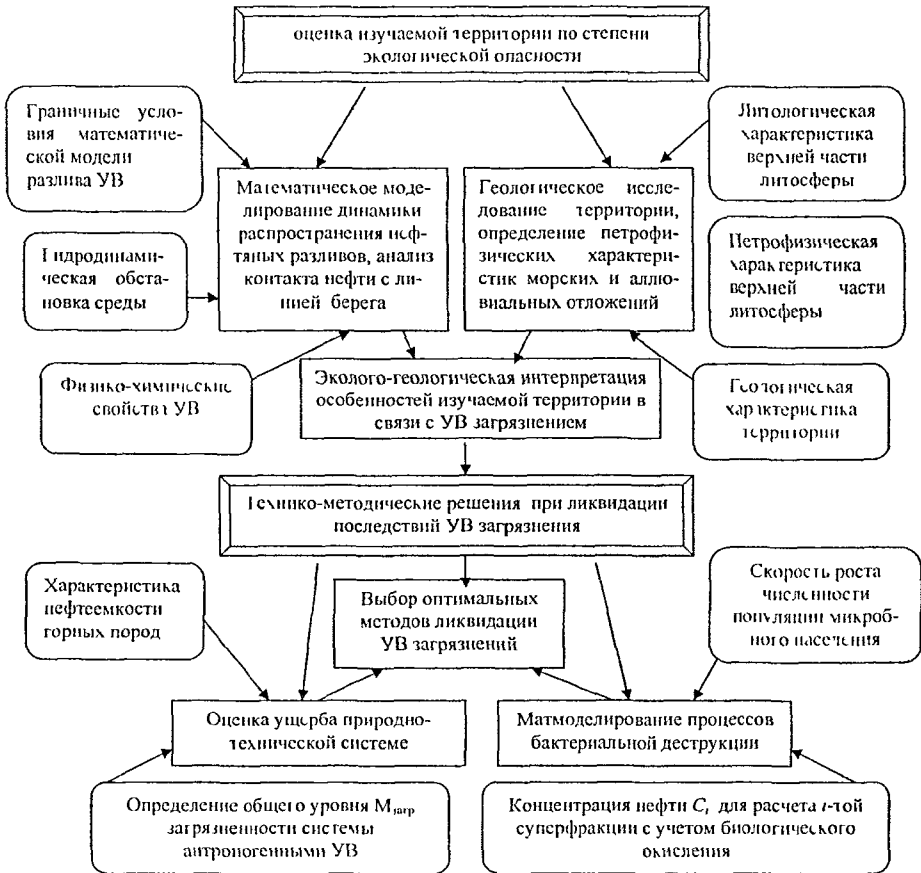 оценка изучаемой территории по степени
экологической опасности
Граничные усло-
вия математиче-
ской модели
разлива УВ
Литологическая
характеристика
верхней части
литосферы
Математическое моде-
лирование динамики
распространения неф-
тяных разливов, анализ
контакта нефти с ли-
нией берега
Геологическое иссле-
дование территории,
определение петрофи-
зических характери-
стик морских и аллю-
виальных отложений
Гидродинами-
ческая обста-
новка среды
Петрофизическая
характеристика
верхней части
литосферы
Физико-химические
свойства УВ
Эколого-геологическая интерпретация
особенностей изучаемой территории в
связи с УВ загрязнением
Геологическая
характеристика
территории
Технико-методические решения при ликвидации
последствий УВ загрязнения
Характеристика
нефтеемкости
горных пород
Выбор оптимальных
методов ликвидации
УВ загрязнений
Скорость роста
численности
популяции микроб-
ного населения
Оценка ущерба природно-
технической системе
Матмоделирование процессов
бактериальной деструкции
Определение общего уровня Mзагр
загрязненности системы
антропогенными УВ
Концентрация нефти Ci для расчета i-той
суперфракции с учетом биологического
окисления